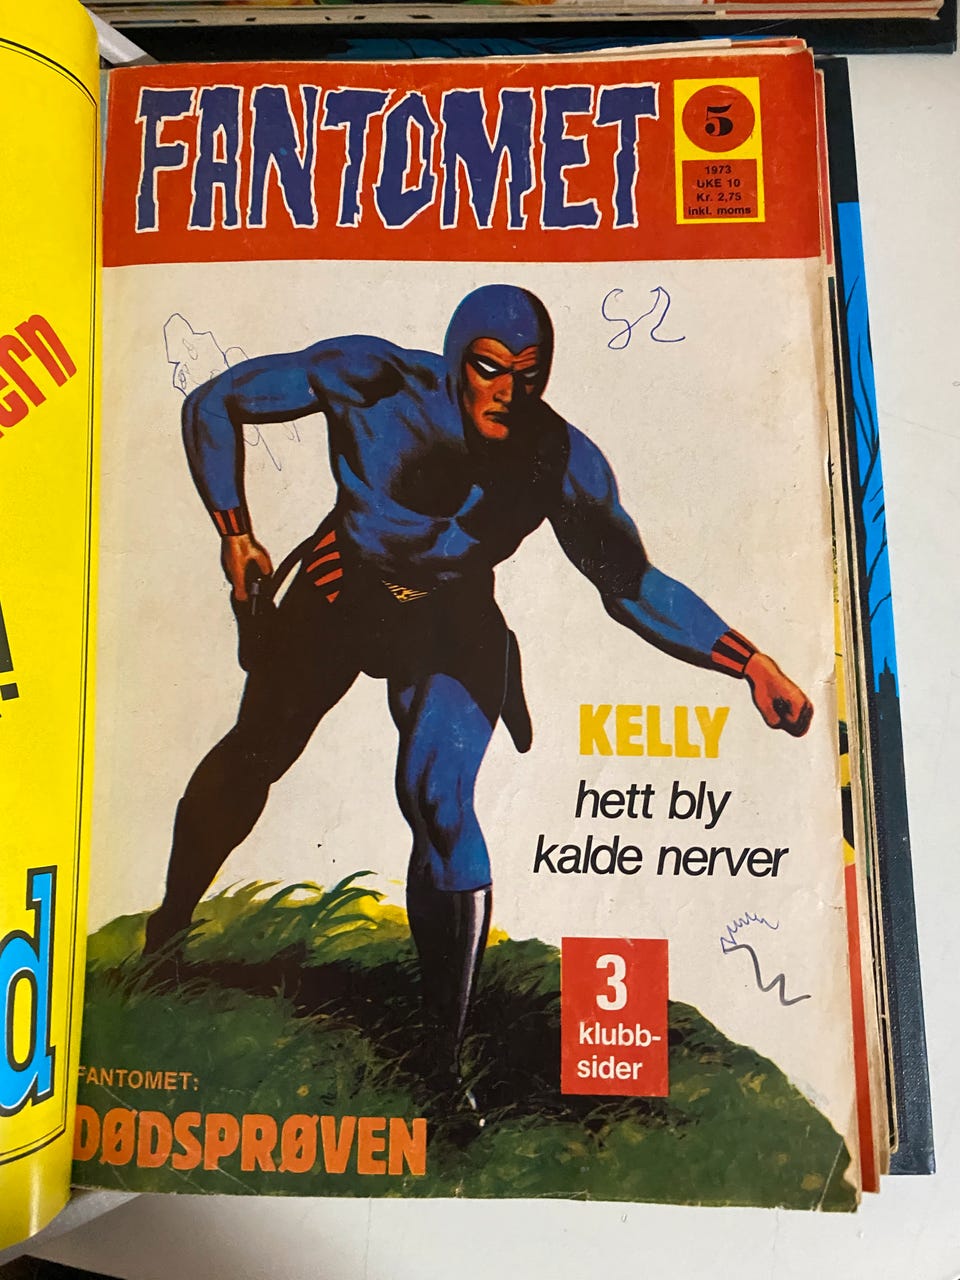 FANTOMET
5
1973
UKE 10
Kr. 2,75
inkl. moms
ern
KELLY
hett bly
kalde nerver
3
klubb-
sider
d
FANTOMET:
DØDSPRØVEN